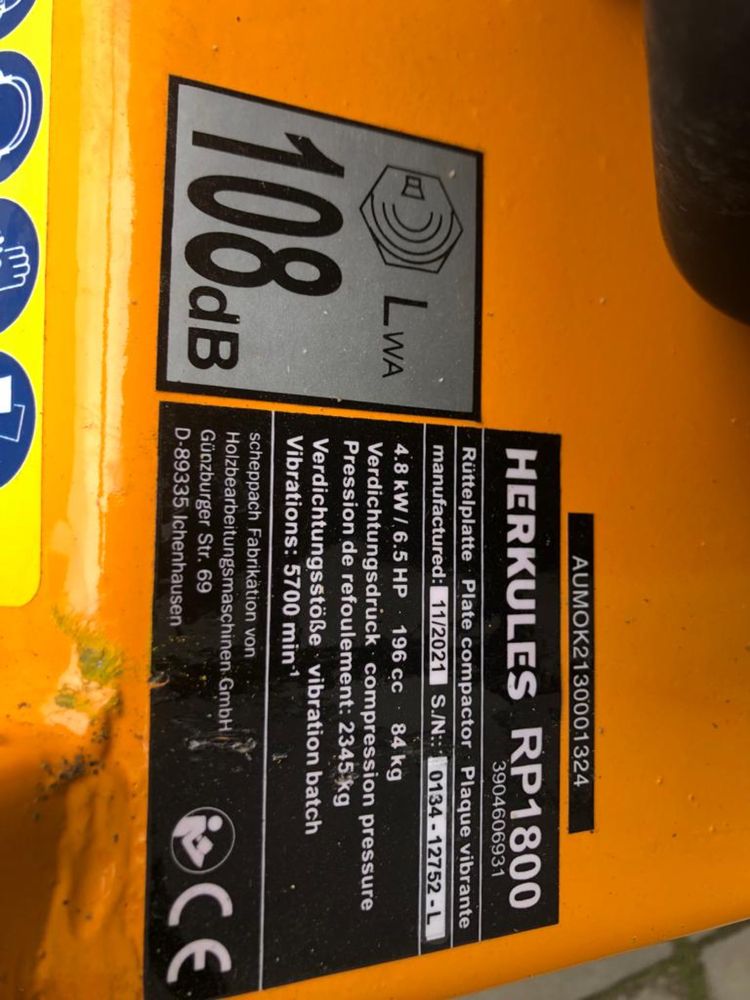 AUMOK2130001324
HERKULES RP1800
3904606931
Rüttelplatte · Plate compactor · Plaque vibrante
manufactured: 11/2021 S./N.: 0134-12752-L
4.8 kW / 6.5 HP · 196 cc · 84 kg
Verdichtungsdruck · compression pressure
Pression de refoulement: 2345 kg
Verdichtungsstöße · vibration batch
Vibrations: 5700 min⁻¹
scheppach Fabrikation von
Holzbearbeitungsmaschinen GmbH
Günzburger Str. 69
D-89335 Ichenhausen
CE
LWA
108dB